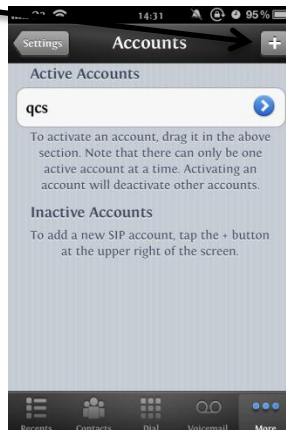 14:31 95%
Settings Accounts +
Active Accounts
qcs
To activate an account, drag it in the above
section. Note that there can only be one
active account at a time. Activating an
account will deactivate other accounts.
Inactive Accounts
To add a new SIP account, tap the + button
at the upper right of the screen.
Recents Contacts Dial Voicemail More